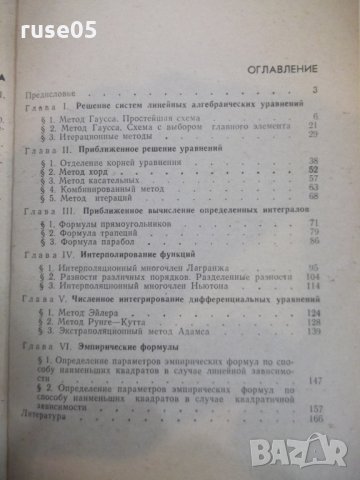 ruse05
ОГЛАВЛЕНИЕ
Предисловие 3
Глава I. Решение систем линейных алгебраических уравнений
§ 1. Метод Гаусса. Простейшая схема 6
§ 2. Метод Гаусса. Схема с выбором главного элемента 21
§ 3. Итерационные методы 29
Глава II. Приближенное решение уравнений
§ 1. Отделение корней уравнения 38
§ 2. Метод хорд 52
§ 3. Метод касательных 57
§ 4. Комбинированный метод 63
§ 5. Метод итераций 68
Глава III. Приближенное вычисление определенных интегралов
§ 1. Формулы прямоугольников 71
§ 2. Формула трапеций 79
§ 3. Формула парабол 86
Глава IV. Интерполирование функций
§ 1. Интерполяционный многочлен Лагранжа 95
§ 2. Разности различных порядков. Разделенные разности 104
§ 3. Интерполяционный многочлен Ньютона 114
Глава V. Численное интегрирование дифференциальных уравнений
§ 1. Метод Эйлера 124
§ 2. Метод Рунге—Кутта 128
§ 3. Экстраполяционный метод Адамса 139
Глава VI. Эмпирические формулы
§ 1. Определение параметров эмпирических формул по спо-
собу наименьших квадратов в случае линейной зависимо-
сти 147
§ 2. Определение параметров эмпирических формул по
способу наименьших квадратов в случае квадратичной
зависимости 157
Литература 166
BAZAR
bg